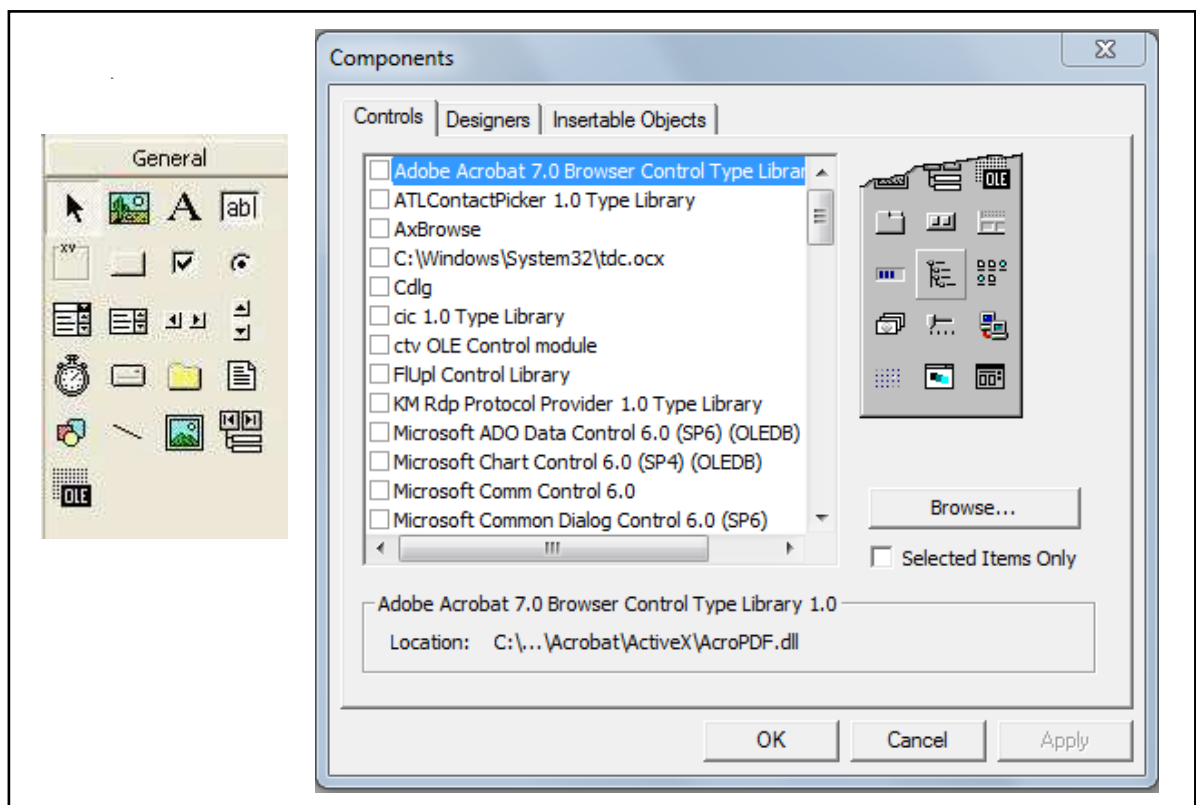 General
A
ab
xv
OLE
Components
Controls
Designers
Insertable Objects
Adobe Acrobat 7.0 Browser Control Type Librar
ATLContactPicker 1.0 Type Library
AxBrowse
C:\Windows\System32\tdc.ocx
Cdlg
cic 1.0 Type Library
ctv OLE Control module
FlUpl Control Library
KM Rdp Protocol Provider 1.0 Type Library
Microsoft ADO Data Control 6.0 (SP6) (OLEDB)
Microsoft Chart Control 6.0 (SP4) (OLEDB)
Microsoft Comm Control 6.0
Microsoft Common Dialog Control 6.0 (SP6)
OLE
Browse...
Selected Items Only
Adobe Acrobat 7.0 Browser Control Type Library 1.0
Location: C:\...\Acrobat\ActiveX\AcroPDF.dll
OK
Cancel
Apply